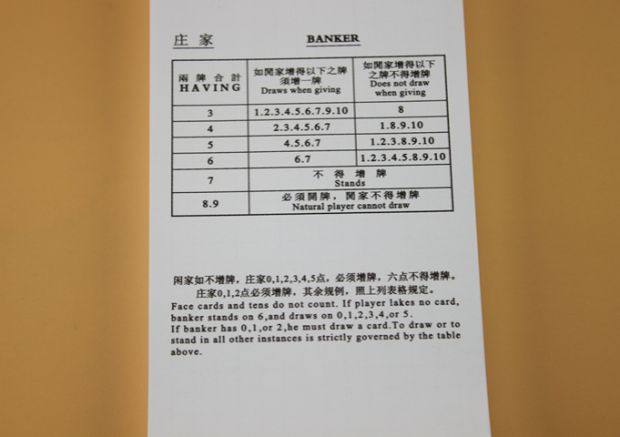 庄家 BANKER
兩牌合計 如閒家增得以下之牌 如閒家增得以下
HAVING 須增一牌 之牌不得增牌
Draws when giving Does not draw
when giving
3 1.2.3.4.5.6.7.9.10 8
4 2.3.4.5.6.7 1.8.9.10
5 4.5.6.7 1.2.3.8.9.10
6 6.7 1.2.3.4.5.8.9.10
7 不得增牌
Stands
8.9 必須開牌，閒家不得增牌
Natural player cannot draw
闲家如不增牌，庄家0,1,2,3,4,5点，必须增牌，六点不得增牌。
庄家0,1,2点必须增牌，其余规例，照上列表格规定。
Face cards and tens do not count. If player lakes no card,
banker stands on 6,and draws on 0,1,2,3,4,or 5.
If banker has 0,1,or 2,he must draw a card.To draw or to
stand in all other instances is strictly governed by the table
above.